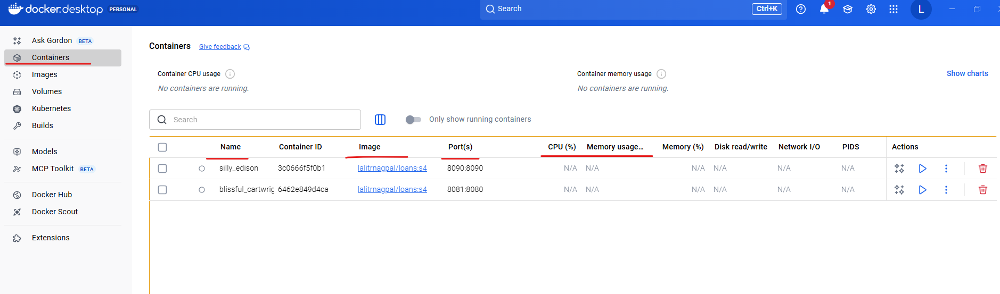 docker.desktop PERSONAL Search Ctrl+K 1 L
Ask Gordon BETA
Containers
Images
Volumes
Kubernetes
Builds
Models
MCP Toolkit BETA
Docker Hub
Docker Scout
Extensions
Containers Give feedback
Container CPU usage
No containers are running.
Container memory usage
No containers are running.
Show charts
Search
Only show running containers
Name Container ID Image Port(s) CPU (%) Memory usage... Memory (%) Disk read/write Network I/O PIDS Actions
silly_edison 3c0666f5f0b1 lalitrnagpal/loans:s4 8090:8090 N/A N/A N/A N/A N/A N/A
blissful_cartwrig 6462e849d4ca lalitrnagpal/loans:s4 8081:8080 N/A N/A N/A N/A N/A N/A